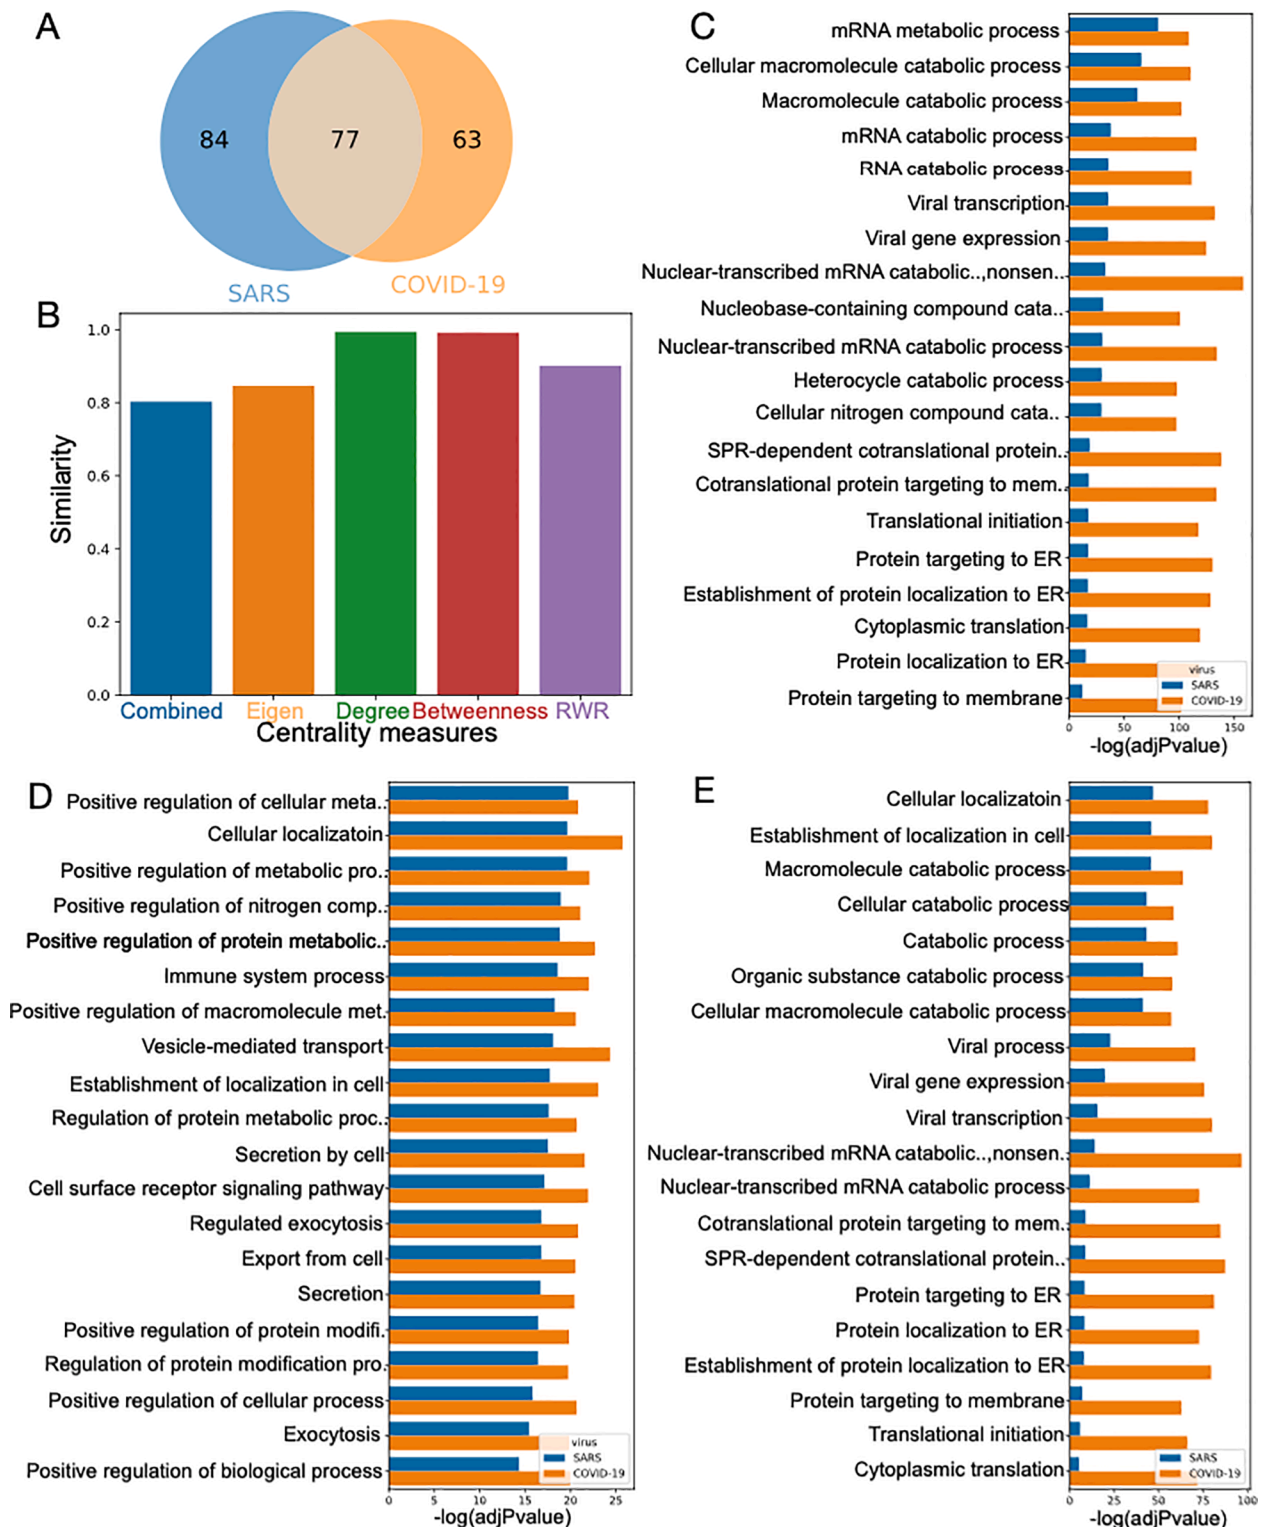 A
84
77
63
SARS
COVID-19
B
1.0
0.8
0.6
0.4
0.2
0.0
Similarity
Combined
Eigen
Degree
Betweenness
RWR
Centrality measures
C
mRNA metabolic process
Cellular macromolecule catabolic process
Macromolecule catabolic process
mRNA catabolic process
RNA catabolic process
Viral transcription
Viral gene expression
Nuclear-transcribed mRNA catabolic..,nonsen..
Nucleobase-containing compound cata..
Nuclear-transcribed mRNA catabolic process
Heterocycle catabolic process
Cellular nitrogen compound cata..
SPR-dependent cotranslational protein..
Cotranslational protein targeting to mem..
Translational initiation
Protein targeting to ER
Establishment of protein localization to ER
Cytoplasmic translation
Protein localization to ER
Protein targeting to membrane
virus
SARS
COVID-19
0 50 100 150
-log(adjPvalue)
D
Positive regulation of cellular meta..
Cellular localizatoin
Positive regulation of metabolic pro..
Positive regulation of nitrogen comp..
Positive regulation of protein metabolic..
Immune system process
Positive regulation of macromolecule met.
Vesicle-mediated transport
Establishment of localization in cell
Regulation of protein metabolic proc..
Secretion by cell
Cell surface receptor signaling pathway
Regulated exocytosis
Export from cell
Secretion
Positive regulation of protein modifi.
Regulation of protein modification pro.
Positive regulation of cellular process
Exocytosis
Positive regulation of biological process
virus
SARS
COVID-19
0 5 10 15 20 25
-log(adjPvalue)
E
Cellular localizatoin
Establishment of localization in cell
Macromolecule catabolic process
Cellular catabolic process
Catabolic process
Organic substance catabolic process
Cellular macromolecule catabolic process
Viral process
Viral gene expression
Viral transcription
Nuclear-transcribed mRNA catabolic..,nonsen..
Nuclear-transcribed mRNA catabolic process
Cotranslational protein targeting to mem..
SPR-dependent cotranslational protein..
Protein targeting to ER
Protein localization to ER
Establishment of protein localization to ER
Protein targeting to membrane
Translational initiation
Cytoplasmic translation
SARS
COVID-19
0 25 50 75 100
-log(adjPvalue)